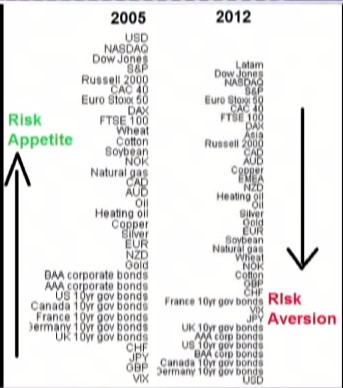 2005
2012
USD
NASDAQ
Dow Jones
S&P
Russell 2000
CAC 40
Euro Stoxx 50
DAX
FTSE 100
Wheat
Cotton
Soybean
NOK
Natural gas
CAD
AUD
Oil
Heating oil
Copper
Silver
EUR
NZD
Gold
BAA corporate bonds
AAA corporate bonds
US 10yr gov bonds
Canada 10yr gov bonds
France 10yr gov bonds
Germany 10yr gov bonds
UK 10yr gov bonds
CHF
JPY
GBP
VIX
Latam
Dow Jones
NASDAQ
S&P
Euro Stoxx 50
CAC 40
FTSE 100
DAX
Asia
Russell 2000
CAD
AUD
Copper
EMEA
NZD
Heating oil
Oil
Silver
Gold
EUR
Soybean
Natural gas
Wheat
NOK
Cotton
GBP
CHF
France 10yr gov bonds
VIX
JPY
UK 10yr gov bonds
AAA corp bonds
US 10yr gov bonds
BAA corp bonds
Canada 10yr gov bonds
Germany 10yr gov bonds
USD
Risk
Appetite
RIsk
Aversion